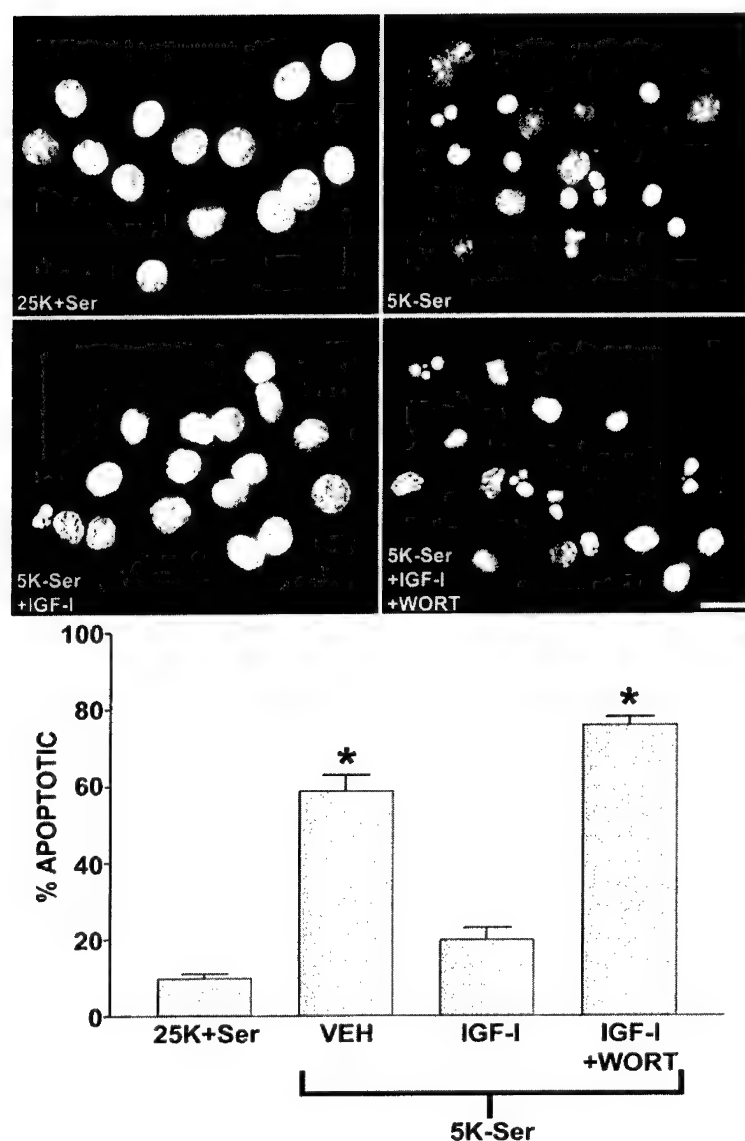 25K+Ser
5K-Ser
5K-Ser
+IGF-I
5K-Ser
+IGF-I
+WORT
% APOPTOTIC
100
80
60
40
20
0
*
*
25K+Ser
VEH
IGF-I
IGF-I
+WORT
5K-Ser